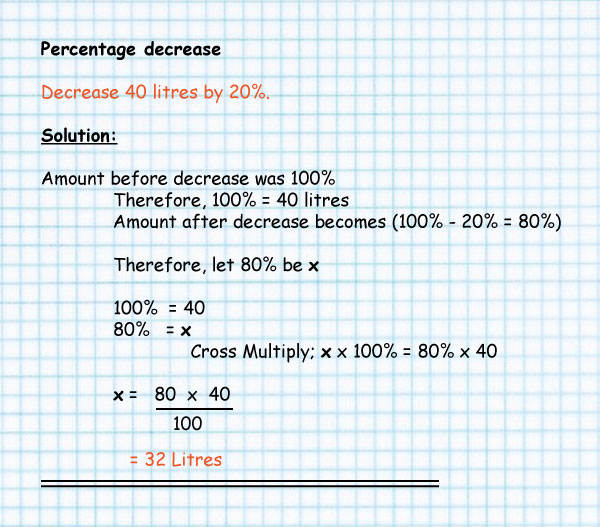 Percentage decrease
Decrease 40 litres by 20%.
Solution:
Amount before decrease was 100%
Therefore, 100% = 40 litres
Amount after decrease becomes (100% - 20% = 80%)
Therefore, let 80% be x
100% = 40
80% = x
Cross Multiply; x x 100% = 80% x 40
x = 80 x 40
100
= 32 Litres